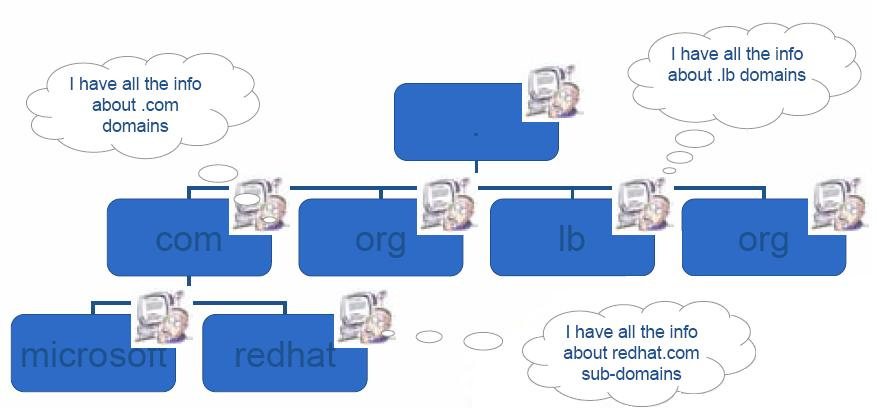 I have all the info
about .com
domains
I have all the info
about .lb domains
.
com
org
lb
org
microsoft
redhat
I have all the info
about redhat.com
sub-domains